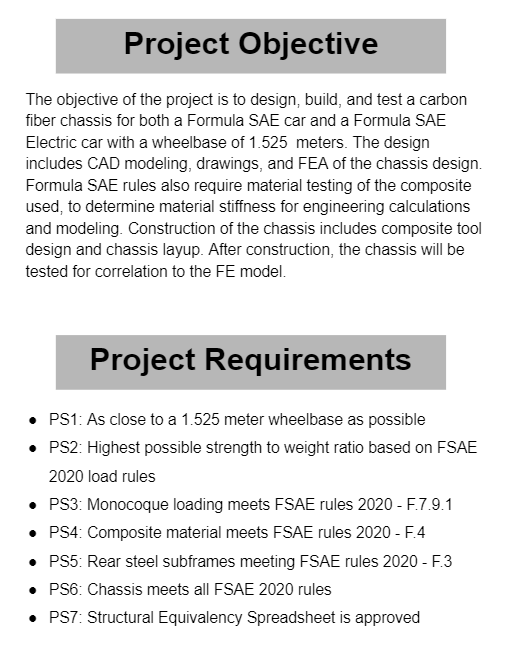 Project Objective
The objective of the project is to design, build, and test a carbon
fiber chassis for both a Formula SAE car and a Formula SAE
Electric car with a wheelbase of 1.525  meters. The design
includes CAD modeling, drawings, and FEA of the chassis design.
Formula SAE rules also require material testing of the composite
used, to determine material stiffness for engineering calculations
and modeling. Construction of the chassis includes composite tool
design and chassis layup. After construction, the chassis will be
tested for correlation to the FE model.
Project Requirements
● PS1: As close to a 1.525 meter wheelbase as possible
● PS2: Highest possible strength to weight ratio based on FSAE
2020 load rules
● PS3: Monocoque loading meets FSAE rules 2020 - F.7.9.1
● PS4: Composite material meets FSAE rules 2020 - F.4
● PS5: Rear steel subframes meeting FSAE rules 2020 - F.3
● PS6: Chassis meets all FSAE 2020 rules
● PS7: Structural Equivalency Spreadsheet is approved